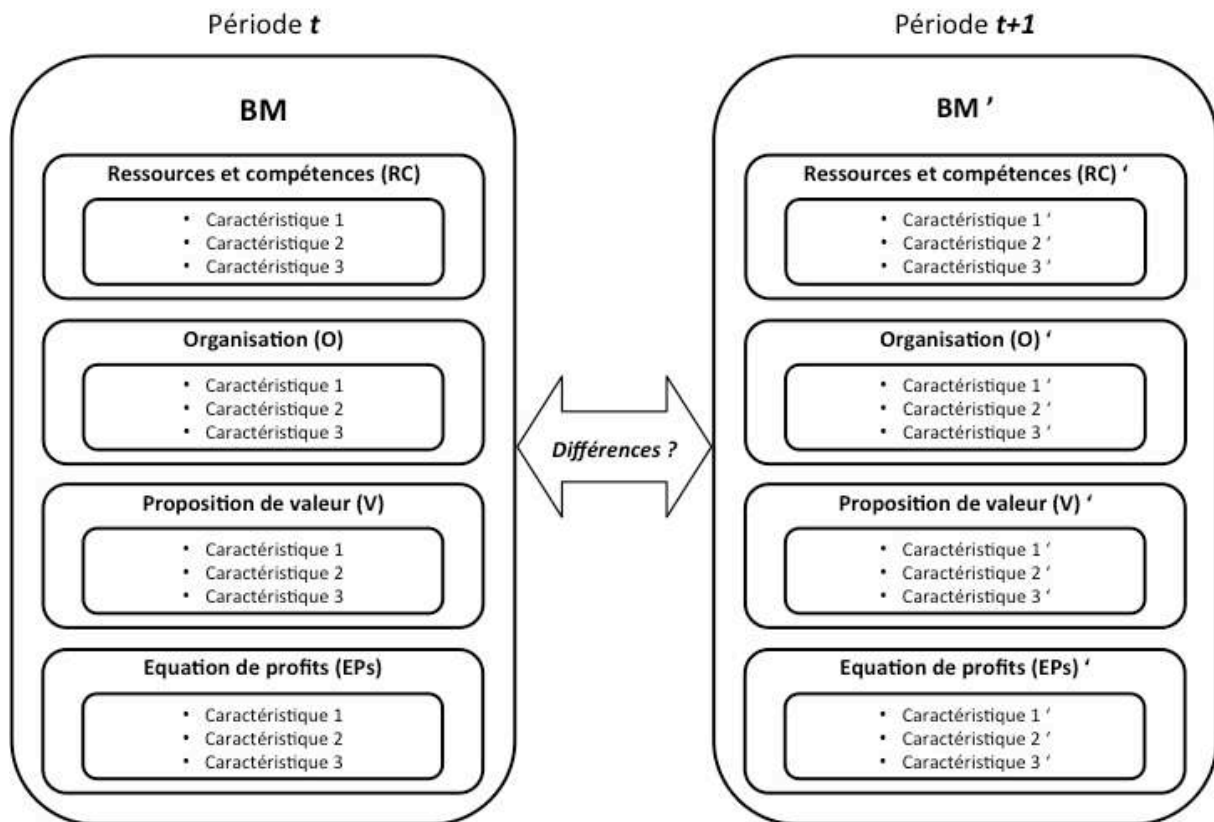 Période t
BM
Ressources et compétences (RC)
• Caractéristique 1
• Caractéristique 2
• Caractéristique 3
Organisation (O)
• Caractéristique 1
• Caractéristique 2
• Caractéristique 3
Proposition de valeur (V)
• Caractéristique 1
• Caractéristique 2
• Caractéristique 3
Equation de profits (EPs)
• Caractéristique 1
• Caractéristique 2
• Caractéristique 3
Différences ?
Période t+1
BM ’
Ressources et compétences (RC) ‘
• Caractéristique 1 ’
• Caractéristique 2 ’
• Caractéristique 3 ’
Organisation (O) ‘
• Caractéristique 1 ’
• Caractéristique 2 ’
• Caractéristique 3 ’
Proposition de valeur (V) ‘
• Caractéristique 1 ’
• Caractéristique 2 ’
• Caractéristique 3 ’
Equation de profits (EPs) ‘
• Caractéristique 1 ’
• Caractéristique 2 ’
• Caractéristique 3 ’